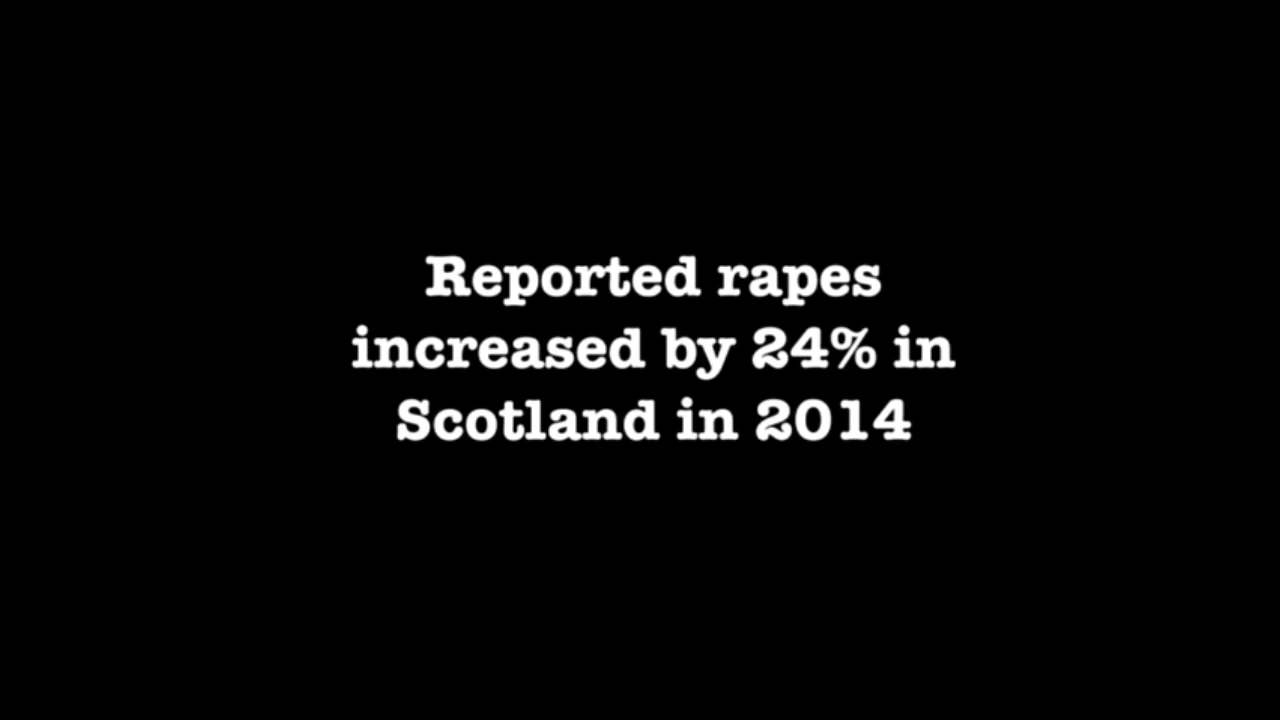 Reported rapes
increased by 24% in
Scotland in 2014